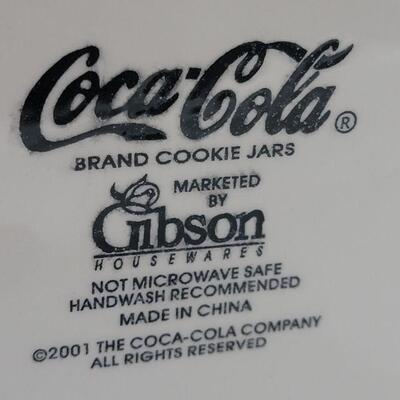 Coca-Cola®
BRAND COOKIE JARS
MARKETED
BY
Gibson
HOUSEWARES
NOT MICROWAVE SAFE
HANDWASH RECOMMENDED
MADE IN CHINA
©2001 THE COCA-COLA COMPANY
ALL RIGHTS RESERVED